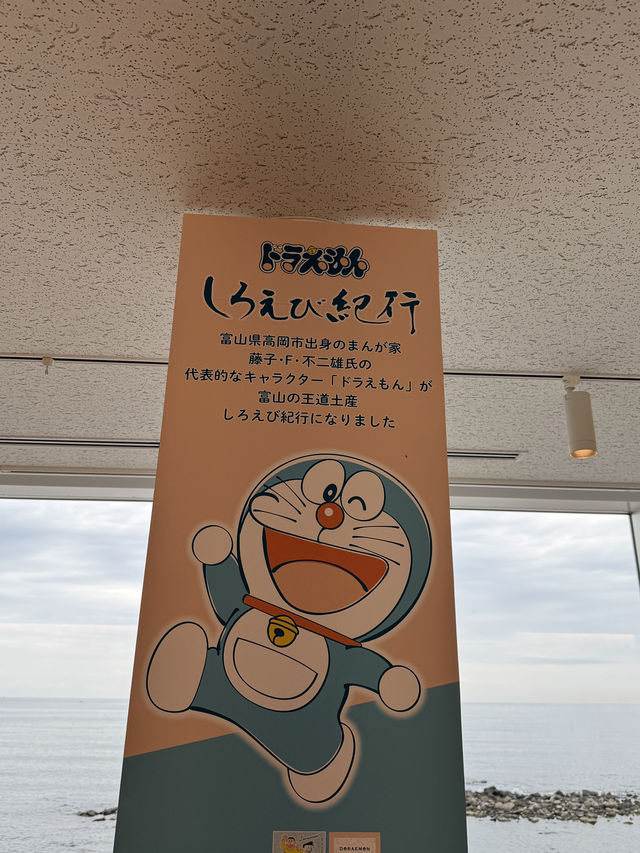 ドラえもん
しろえび紀行
富山県高岡市出身のまんが家
藤子・F・不二雄氏の
代表的なキャラクター「ドラえもん」が
富山の王道土産
しろえび紀行になりました
DORAEMON